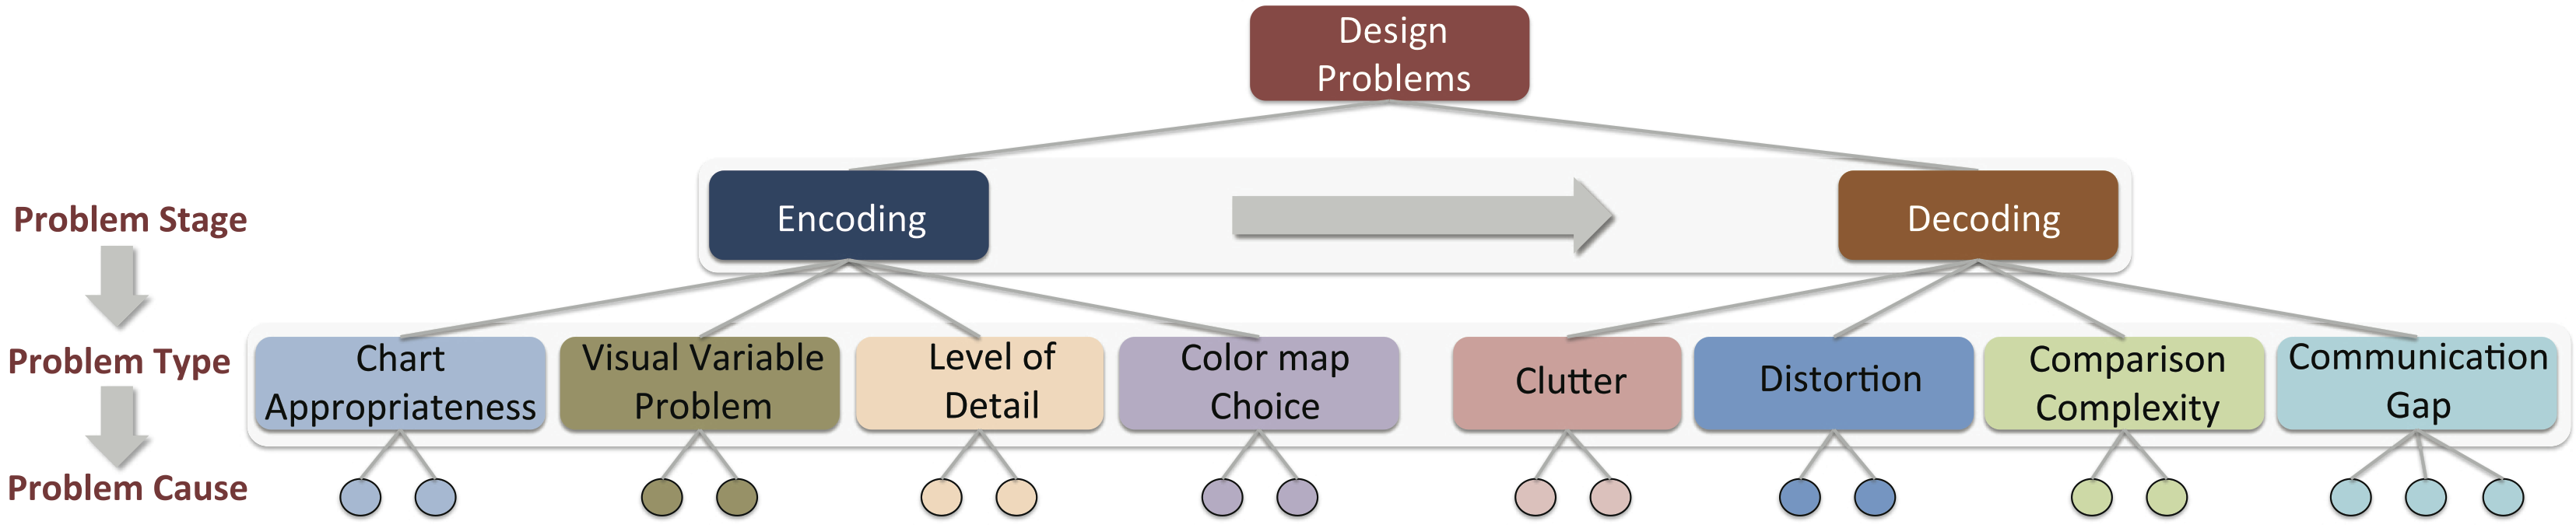 Design
Problems
Problem Stage
Encoding
Decoding
Problem Type
Chart
Appropriateness
Visual Variable
Problem
Level of
Detail
Color map
Choice
Clutter
Distortion
Comparison
Complexity
Communication
Gap
Problem Cause